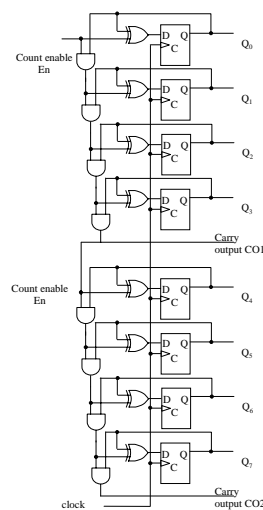 D Q
C
Q0
Count enable
En
D Q
C
Q1
D Q
C
Q2
D Q
C
Q3
Carry
output CO1
Count enable
En
D Q
C
Q4
D Q
C
Q5
D Q
C
Q6
D Q
C
Q7
Carry
output CO2
clock